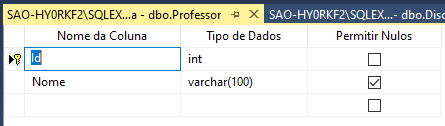 SAO-HY0RKF2\SQLEX...a - dbo.Professor SAO-HY0RKF2\SQLEX... - dbo.Disc
Nome da Coluna Tipo de Dados Permitir Nulos
Id int
Nome varchar(100)